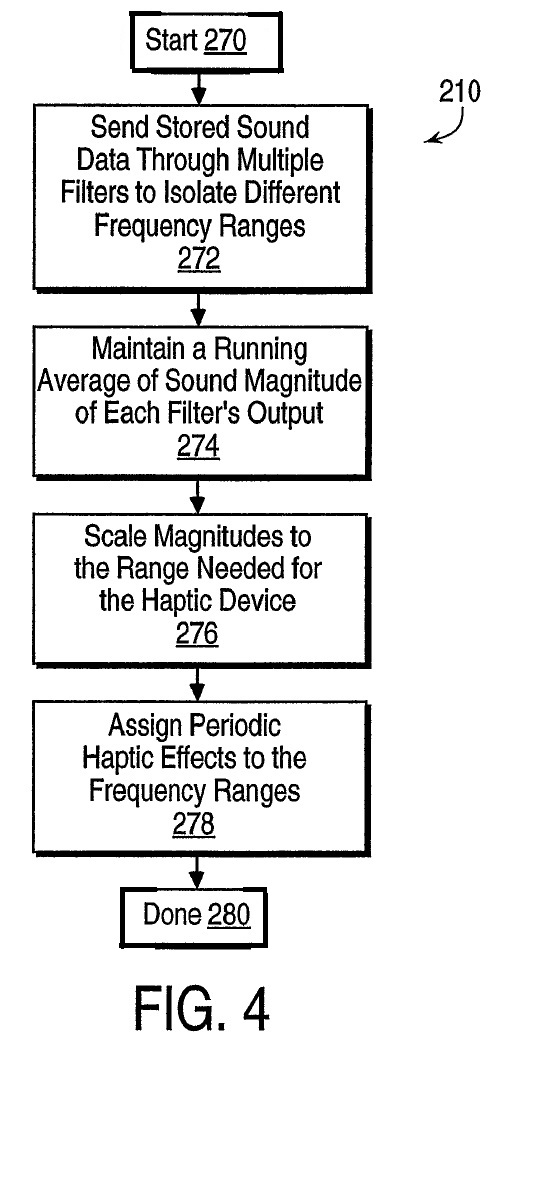 Start 270
210
Send Stored Sound
Data Through Multiple
Filters to Isolate Different
Frequency Ranges
272
Maintain a Running
Average of Sound Magnitude
of Each Filter's Output
274
Scale Magnitudes to
the Range Needed for
the Haptic Device
276
Assign Periodic
Haptic Effects to the
Frequency Ranges
278
Done 280
FIG. 4